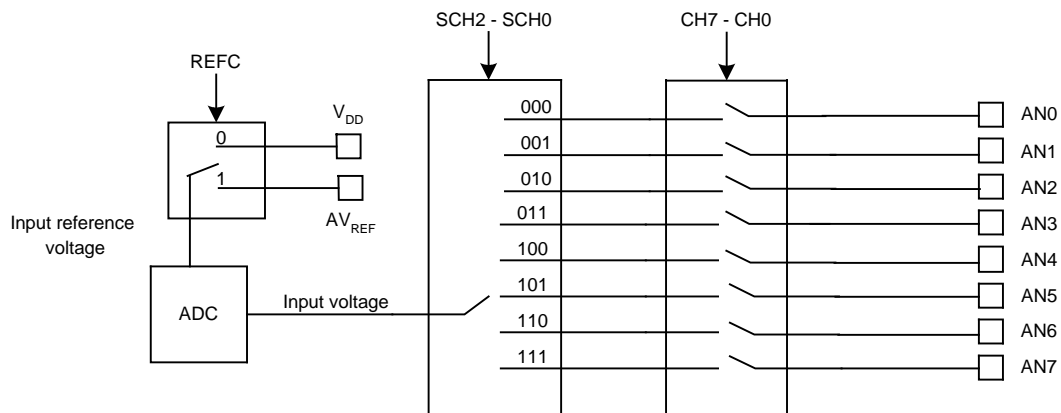 SCH2 - SCH0
CH7 - CH0
REFC
V_DD
0
1
AV_REF
Input reference
voltage
ADC
Input voltage
000
001
010
011
100
101
110
111
AN0
AN1
AN2
AN3
AN4
AN5
AN6
AN7